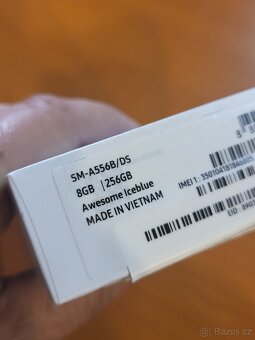 SM-A556B/DS
8GB | 256GB
Awesome Iceblue
MADE IN VIETNAM
IMEI 1 :
EID:
© Bazos.cz